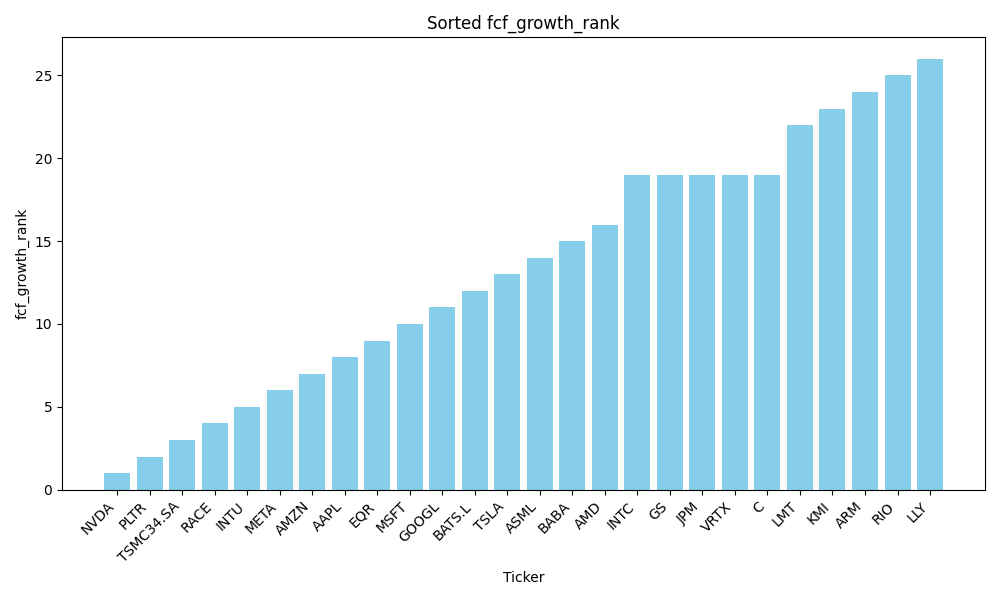 Sorted fcf_growth_rank
fcf_growth_rank
25
20
15
10
5
0
NVDA
PLTR
TSMC34.SA
RACE
INTU
META
AMZN
AAPL
EQR
MSFT
GOOGL
BATS.L
TSLA
ASML
BABA
AMD
INTC
GS
JPM
VRTX
C
LMT
KMI
ARM
RIO
LLY
Ticker